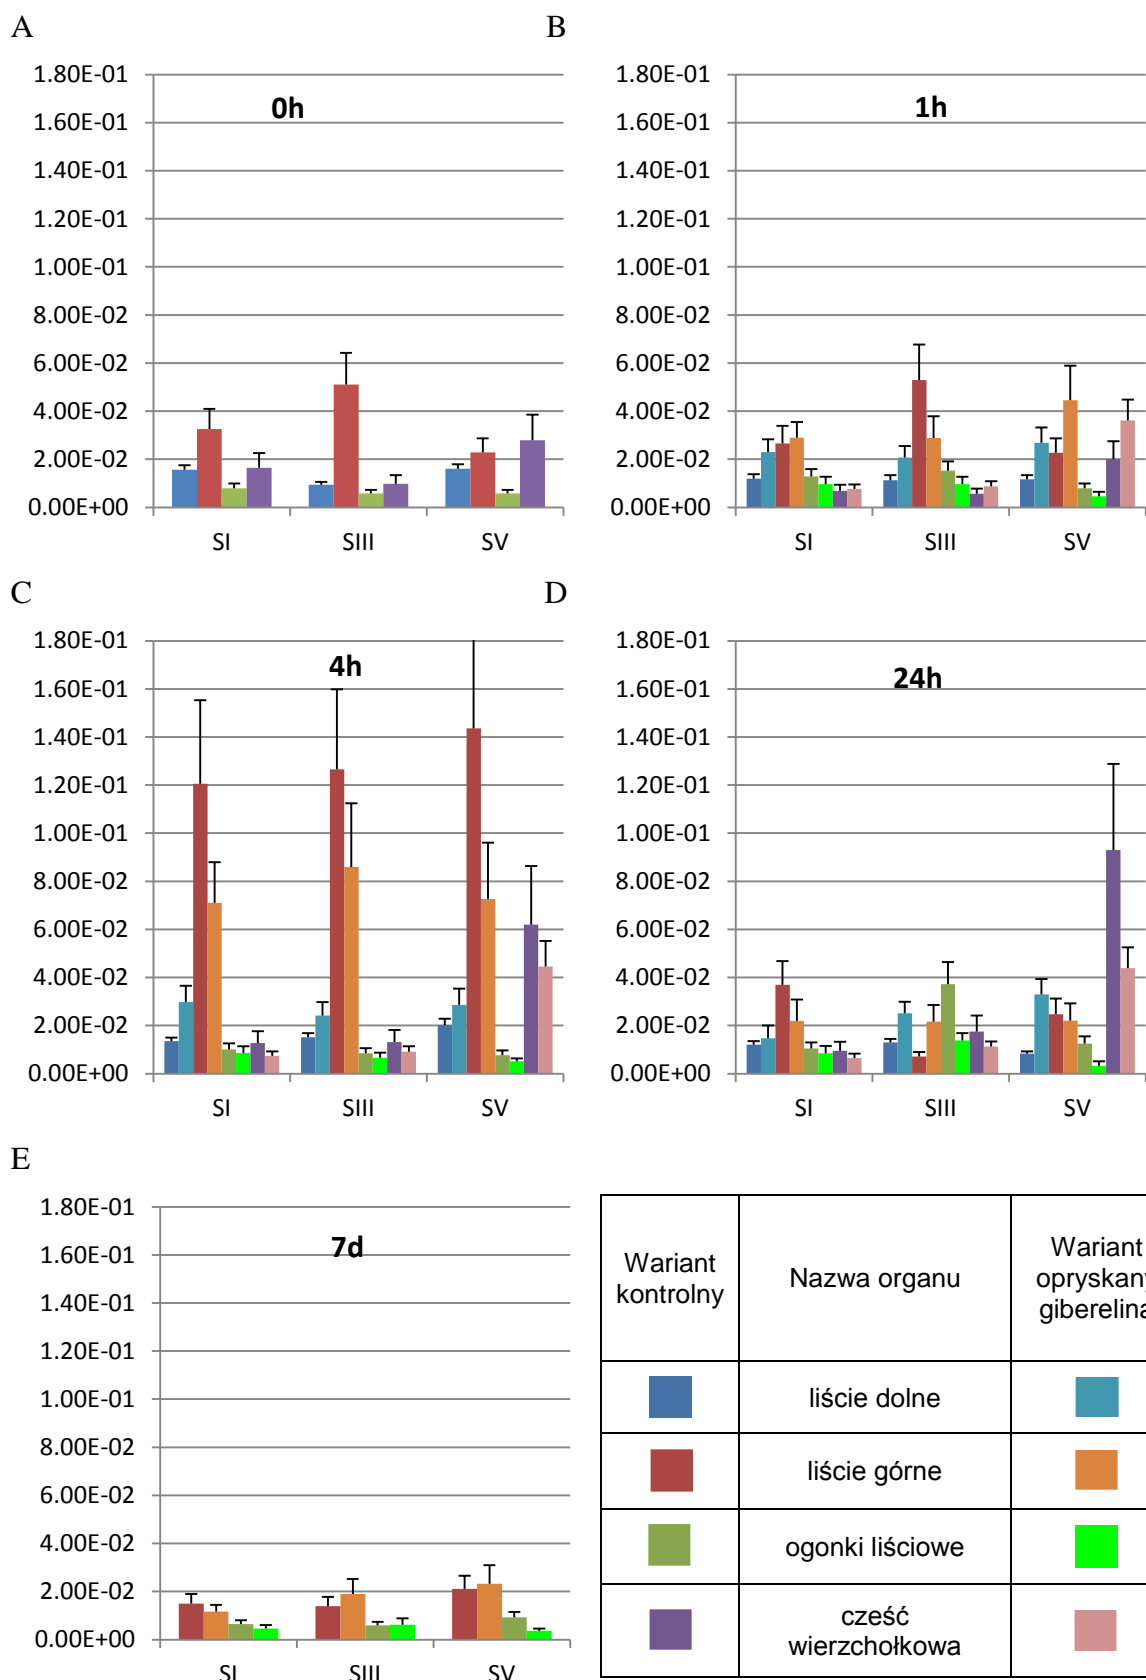 A
1.80E-01
1.60E-01
1.40E-01
1.20E-01
1.00E-01
8.00E-02
6.00E-02
4.00E-02
2.00E-02
0.00E+00
0h
SI SIII SV
B
1.80E-01
1.60E-01
1.40E-01
1.20E-01
1.00E-01
8.00E-02
6.00E-02
4.00E-02
2.00E-02
0.00E+00
1h
SI SIII SV
C
1.80E-01
1.60E-01
1.40E-01
1.20E-01
1.00E-01
8.00E-02
6.00E-02
4.00E-02
2.00E-02
0.00E+00
4h
SI SIII SV
D
1.80E-01
1.60E-01
1.40E-01
1.20E-01
1.00E-01
8.00E-02
6.00E-02
4.00E-02
2.00E-02
0.00E+00
24h
SI SIII SV
E
1.80E-01
1.60E-01
1.40E-01
1.20E-01
1.00E-01
8.00E-02
6.00E-02
4.00E-02
2.00E-02
0.00E+00
7d
SI SIII SV
Wariant
kontrolny
Nazwa organu
Wariant
opryskany
giberelina
liście dolne
liście górne
ogonki liściowe
cześć
wierzchołkowa